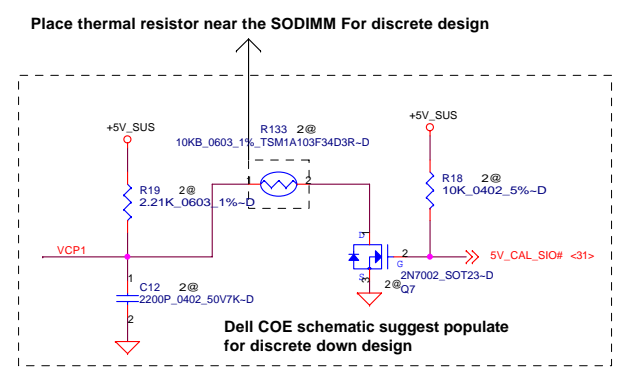 Place thermal resistor near the SODIMM For discrete design
+5V_SUS
R133 2@
10KB_0603_1%_TSM1A103F34D3R~D
+5V_SUS
1
2
R19 2@
2.21K_0603_1%~D
R18 2@
10K_0402_5%~D
VCP1
D
1
2
G
5V_CAL_SIO# <31>
S
3
2N7002_SOT23~D
2@
Q7
1
C12 2@
2200P_0402_50V7K~D
2
Dell COE schematic suggest populate
for discrete down design